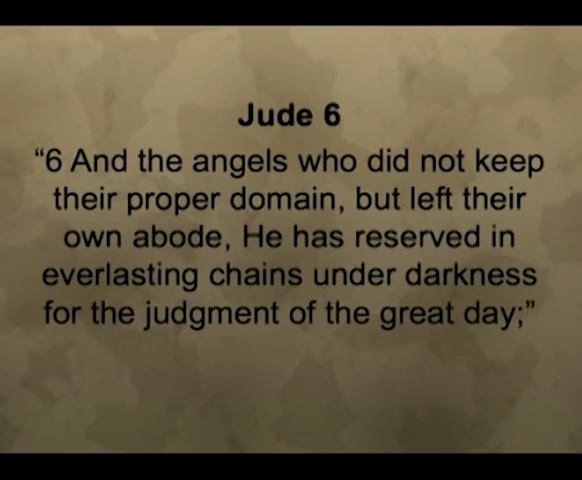 Jude 6
“6 And the angels who did not keep
their proper domain, but left their
own abode, He has reserved in
everlasting chains under darkness
for the judgment of the great day;”